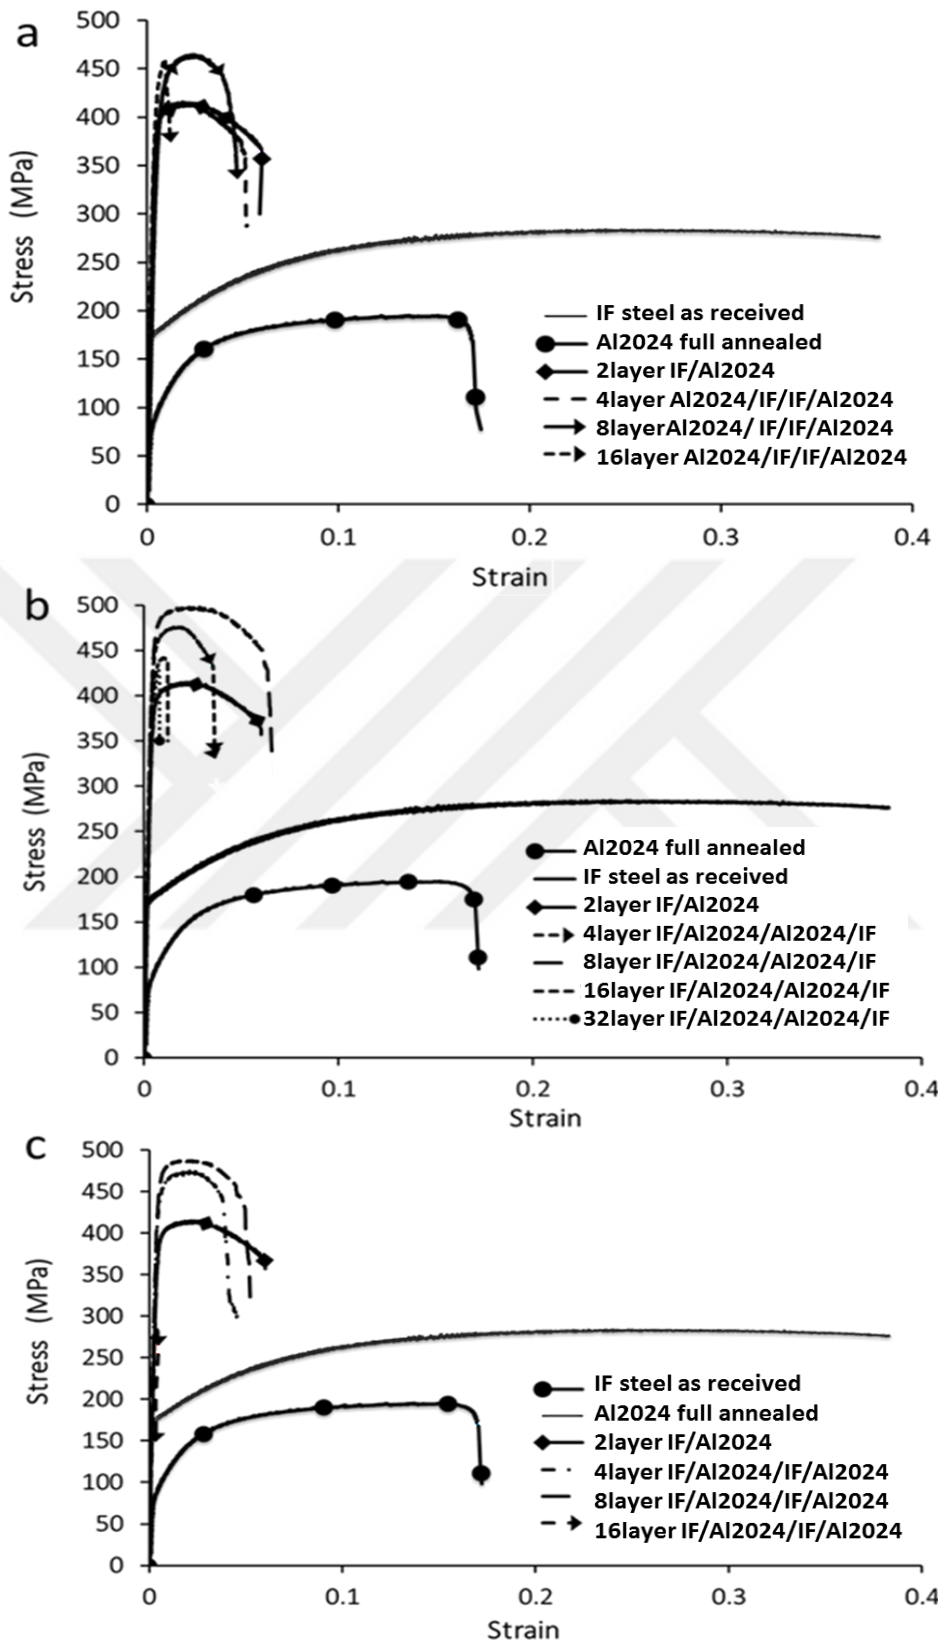 a
500
450
400
350
300
250
200
150
100
50
0
Stress (MPa)
IF steel as received
Al2024 full annealed
2layer IF/Al2024
4layer Al2024/IF/IF/Al2024
8layerAl2024/ IF/IF/Al2024
16layer Al2024/IF/IF/Al2024
0 0.1 0.2 0.3 0.4
Strain
b
500
450
400
350
300
250
200
150
100
50
0
Stress (MPa)
Al2024 full annealed
IF steel as received
2layer IF/Al2024
4layer IF/Al2024/Al2024/IF
8layer IF/Al2024/Al2024/IF
16layer IF/Al2024/Al2024/IF
32layer IF/Al2024/Al2024/IF
0 0.1 0.2 0.3 0.4
Strain
c
500
450
400
350
300
250
200
150
100
50
0
Stress (MPa)
IF steel as received
Al2024 full annealed
2layer IF/Al2024
4layer IF/Al2024/IF/Al2024
8layer IF/Al2024/IF/Al2024
16layer IF/Al2024/IF/Al2024
0 0.1 0.2 0.3 0.4
Strain